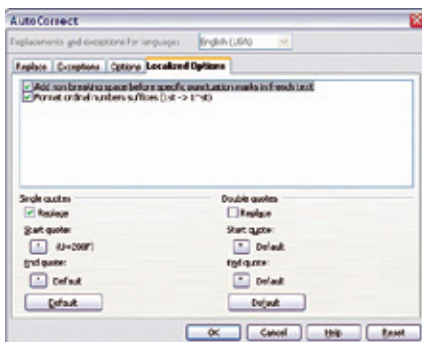 AutoCorrect
Replacements and exceptions for language: English (USA)
Replace Exceptions Options Localized Options
Add non breaking space before specific punctuation marks in french text
Format ordinal numbers suffixes (1st -> 1^st)
Single quotes Double quotes
Replace Replace
Start quote: Start quote:
Default
End quote: End quote:
Default Default
Default Default
OK Cancel Help Reset